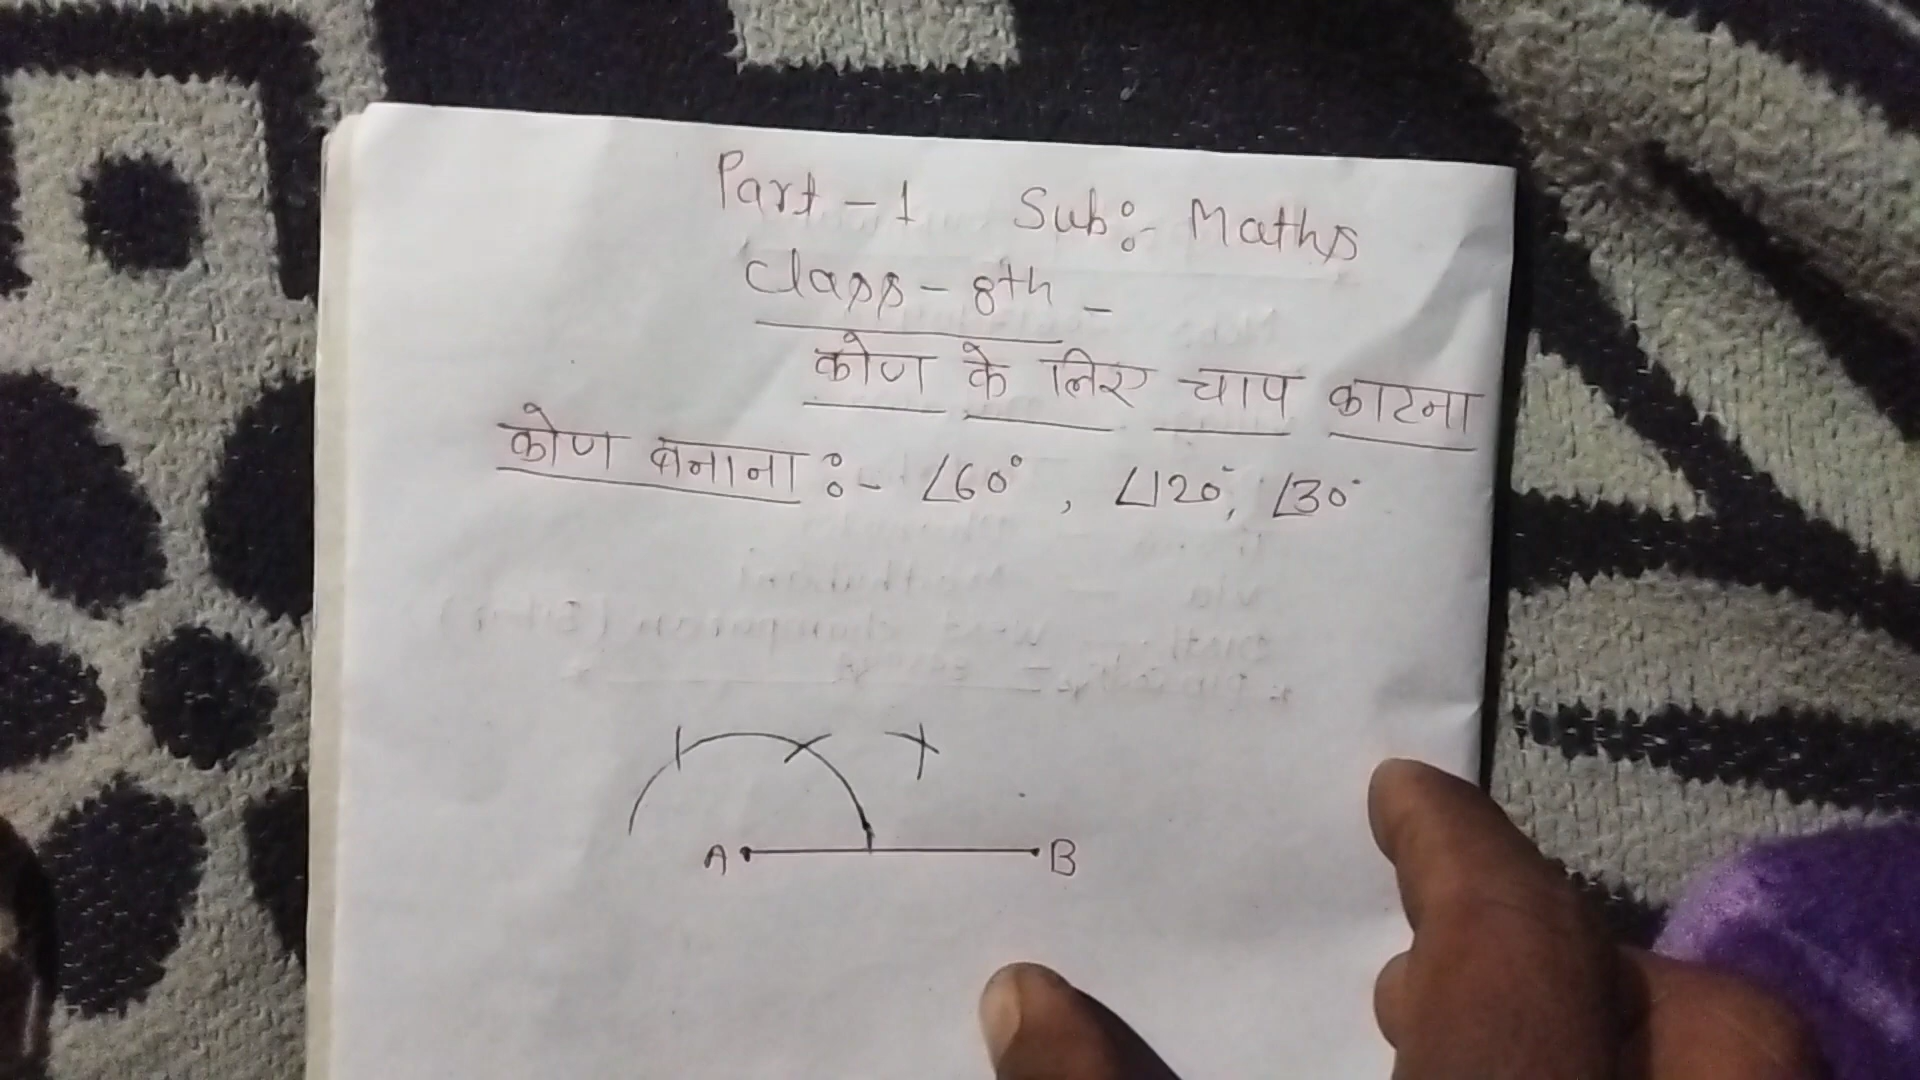 Part - 1 Sub:- Maths
Class - 8th -
कोण के लिए चाप काटना
कोण बनाना :- ∠60°, ∠120°, ∠30°
A B